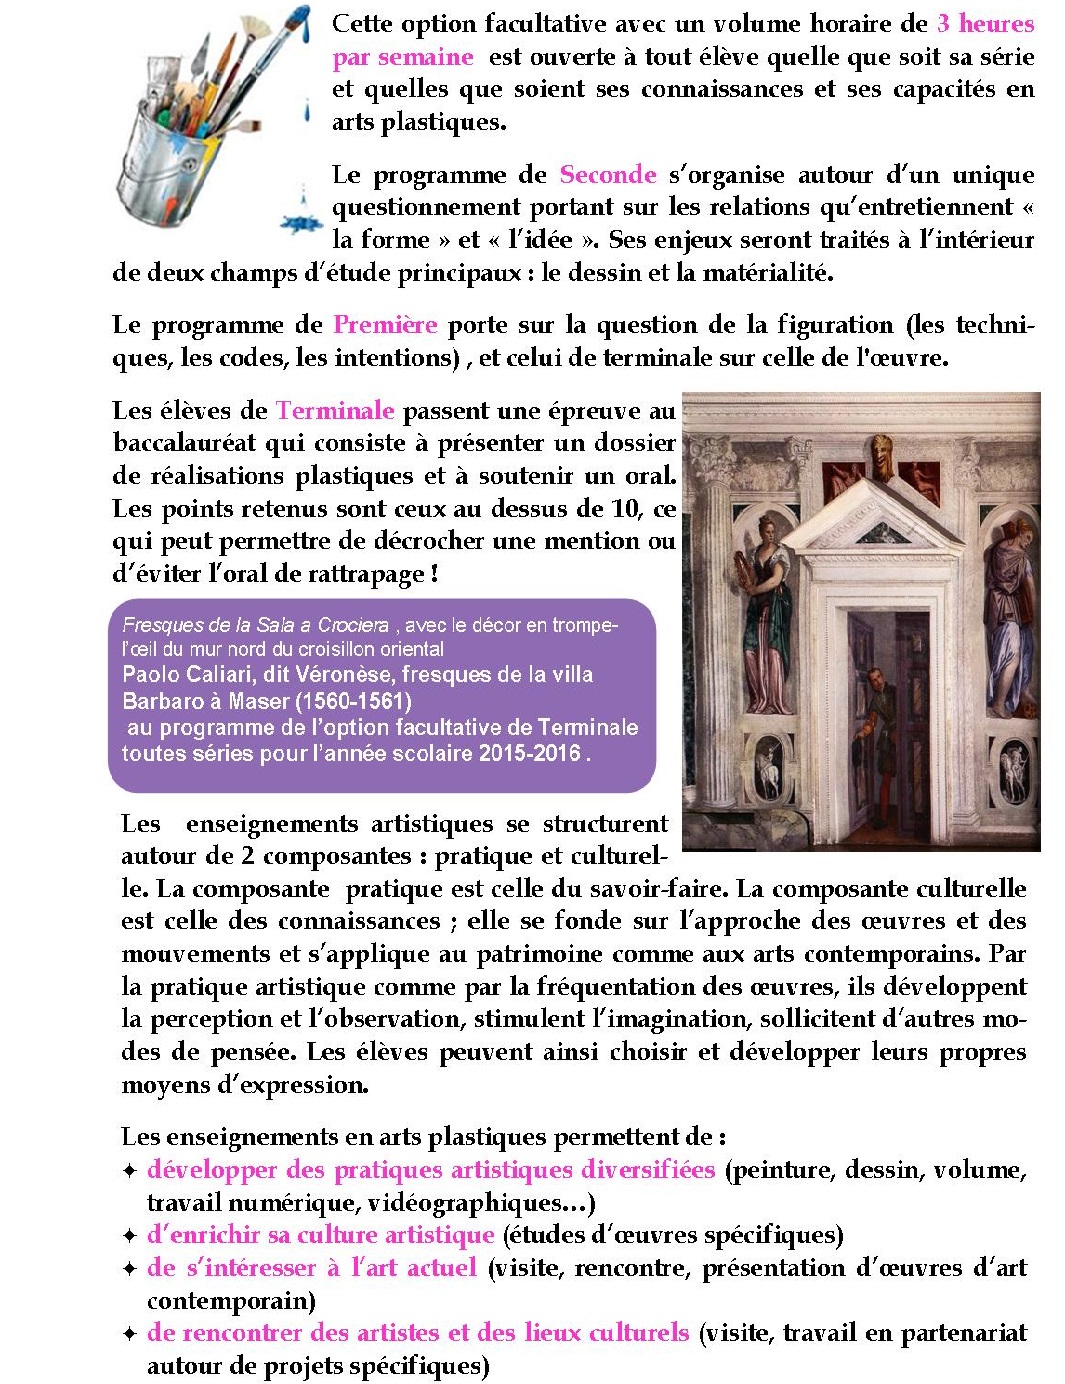 Cette option facultative avec un volume horaire de 3 heures
par semaine est ouverte à tout élève quelle que soit sa série
et quelles que soient ses connaissances et ses capacités en
arts plastiques.
Le programme de Seconde s’organise autour d’un unique
questionnement portant sur les relations qu’entretiennent «
la forme » et « l’idée ». Ses enjeux seront traités à l’intérieur
de deux champs d’étude principaux : le dessin et la matérialité.
Le programme de Première porte sur la question de la figuration (les techni-
ques, les codes, les intentions) , et celui de terminale sur celle de l'œuvre.
Les élèves de Terminale passent une épreuve au
baccalauréat qui consiste à présenter un dossier
de réalisations plastiques et à soutenir un oral.
Les points retenus sont ceux au dessus de 10, ce
qui peut permettre de décrocher une mention ou
d’éviter l’oral de rattrapage !
Fresques de la Sala a Crociera , avec le décor en trompe-
l’œil du mur nord du croisillon oriental
Paolo Caliari, dit Véronèse, fresques de la villa
Barbaro à Maser (1560-1561)
au programme de l’option facultative de Terminale
toutes séries pour l’année scolaire 2015-2016 .
Les enseignements artistiques se structurent
autour de 2 composantes : pratique et culturel-
le. La composante pratique est celle du savoir-faire. La composante culturelle
est celle des connaissances ; elle se fonde sur l’approche des œuvres et des
mouvements et s’applique au patrimoine comme aux arts contemporains. Par
la pratique artistique comme par la fréquentation des œuvres, ils développent
la perception et l’observation, stimulent l’imagination, sollicitent d’autres mo-
des de pensée. Les élèves peuvent ainsi choisir et développer leurs propres
moyens d’expression.
Les enseignements en arts plastiques permettent de :
✦ développer des pratiques artistiques diversifiées (peinture, dessin, volume,
travail numérique, vidéographiques…)
✦ d’enrichir sa culture artistique (études d’œuvres spécifiques)
✦ de s’intéresser à l’art actuel (visite, rencontre, présentation d’œuvres d’art
contemporain)
✦ de rencontrer des artistes et des lieux culturels (visite, travail en partenariat
autour de projets spécifiques)